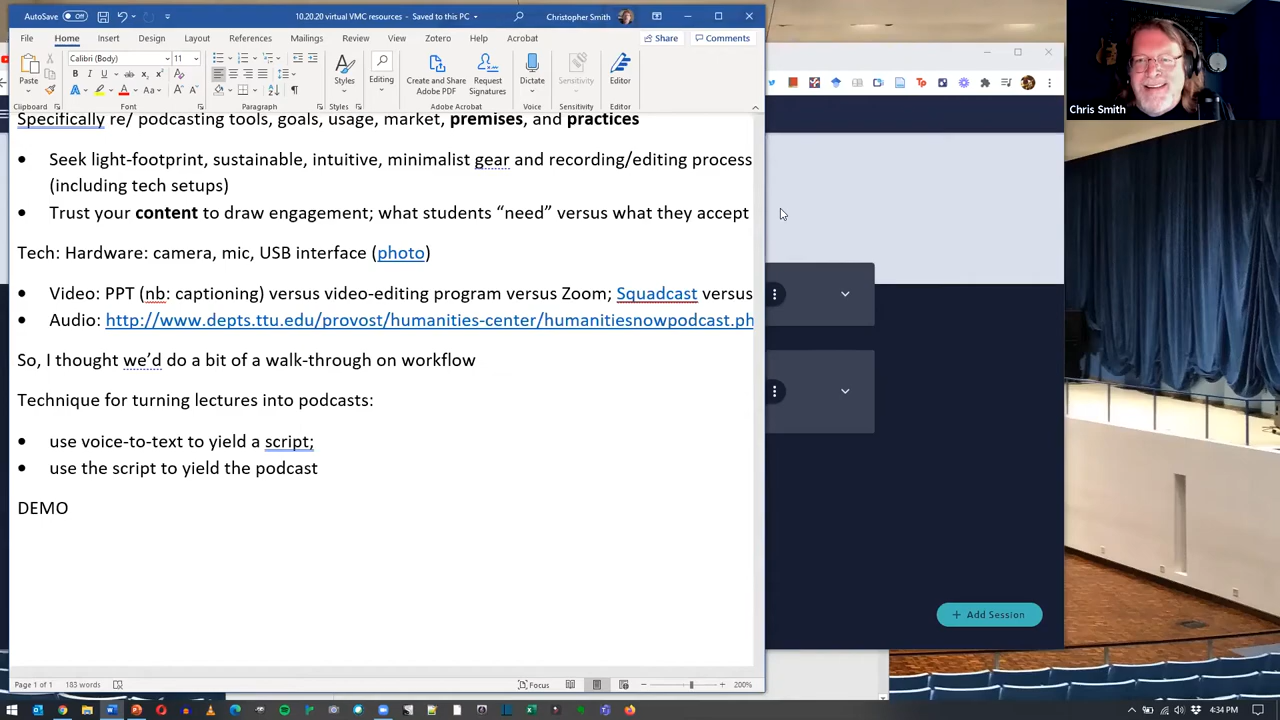 AutoSave Off 10.20.20 virtual VMC resources - Saved to this PC Christopher Smith
File Home Insert Design Layout References Mailings Review View Zotero Help Acrobat Share Comments
Calibri (Body) 11
Paste Styles Editing Create and Share Adobe PDF Request Signatures Dictate Sensitivity Editor
Clipboard Font Paragraph Styles Adobe Acrobat Voice Sensitivity Editor
Chris Smith
Specifically re/ podcasting tools, goals, usage, market, premises, and practices
• Seek light-footprint, sustainable, intuitive, minimalist gear and recording/editing process
(including tech setups)
• Trust your content to draw engagement; what students “need” versus what they accept
Tech: Hardware: camera, mic, USB interface (photo)
• Video: PPT (nb: captioning) versus video-editing program versus Zoom; Squadcast versus
• Audio: http://www.depts.ttu.edu/provost/humanities-center/humanitiesnowpodcast.ph
So, I thought we’d do a bit of a walk-through on workflow
Technique for turning lectures into podcasts:
• use voice-to-text to yield a script;
• use the script to yield the podcast
DEMO
+ Add Session
Page 1 of 1 183 words Focus 200%
4:34 PM